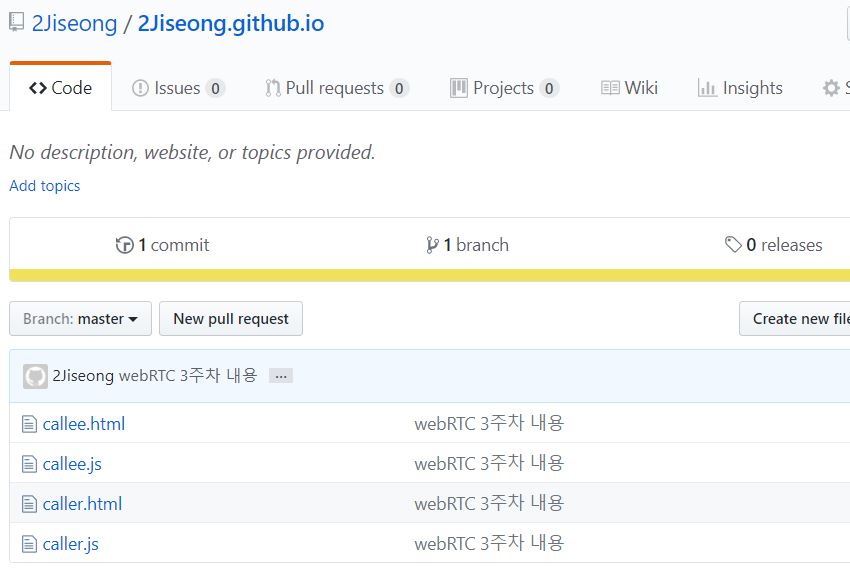 2Jiseong / 2Jiseong.github.io
Code Issues 0 Pull requests 0 Projects 0 Wiki Insights
No description, website, or topics provided.
Add topics
1 commit 1 branch 0 releases
Branch: master New pull request Create new file
2Jiseong webRTC 3주차 내용 ...
callee.html webRTC 3주차 내용
callee.js webRTC 3주차 내용
caller.html webRTC 3주차 내용
caller.js webRTC 3주차 내용